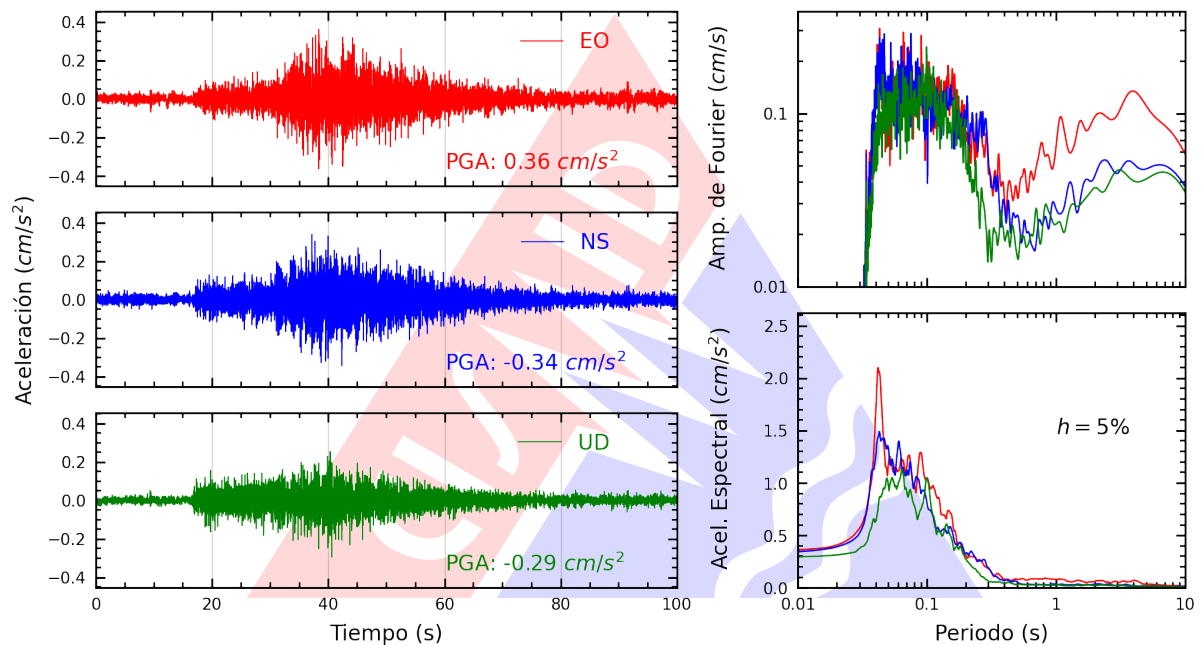 Aceleración (cm/s²)
0.4
0.2
0.0
−0.2
−0.4
EO
PGA: 0.36 cm/s²
0.4
0.2
0.0
−0.2
−0.4
NS
PGA: -0.34 cm/s²
0.4
0.2
0.0
−0.2
−0.4
UD
PGA: -0.29 cm/s²
0 20 40 60 80 100
Tiempo (s)
Amp. de Fourier (cm/s)
0.1
0.01
Acel. Espectral (cm/s²)
2.5
2.0
1.5
1.0
0.5
0.0
h = 5%
0.01 0.1 1 10
Periodo (s)
CISMID